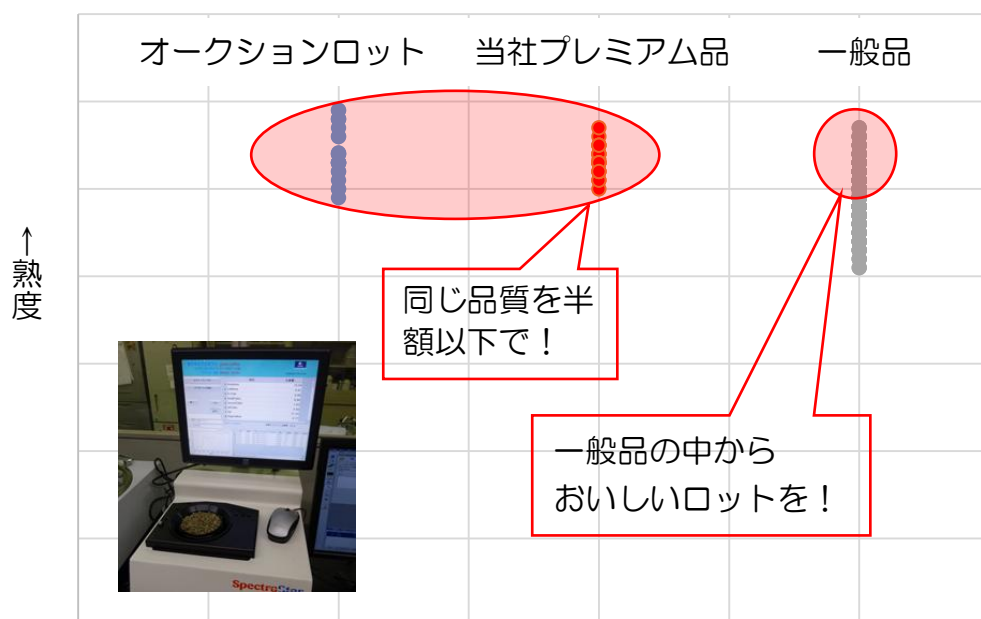 オークションロット
当社プレミアム品
一般品
↑熟度
同じ品質を半
額以下で！
一般品の中から
おいしいロットを！